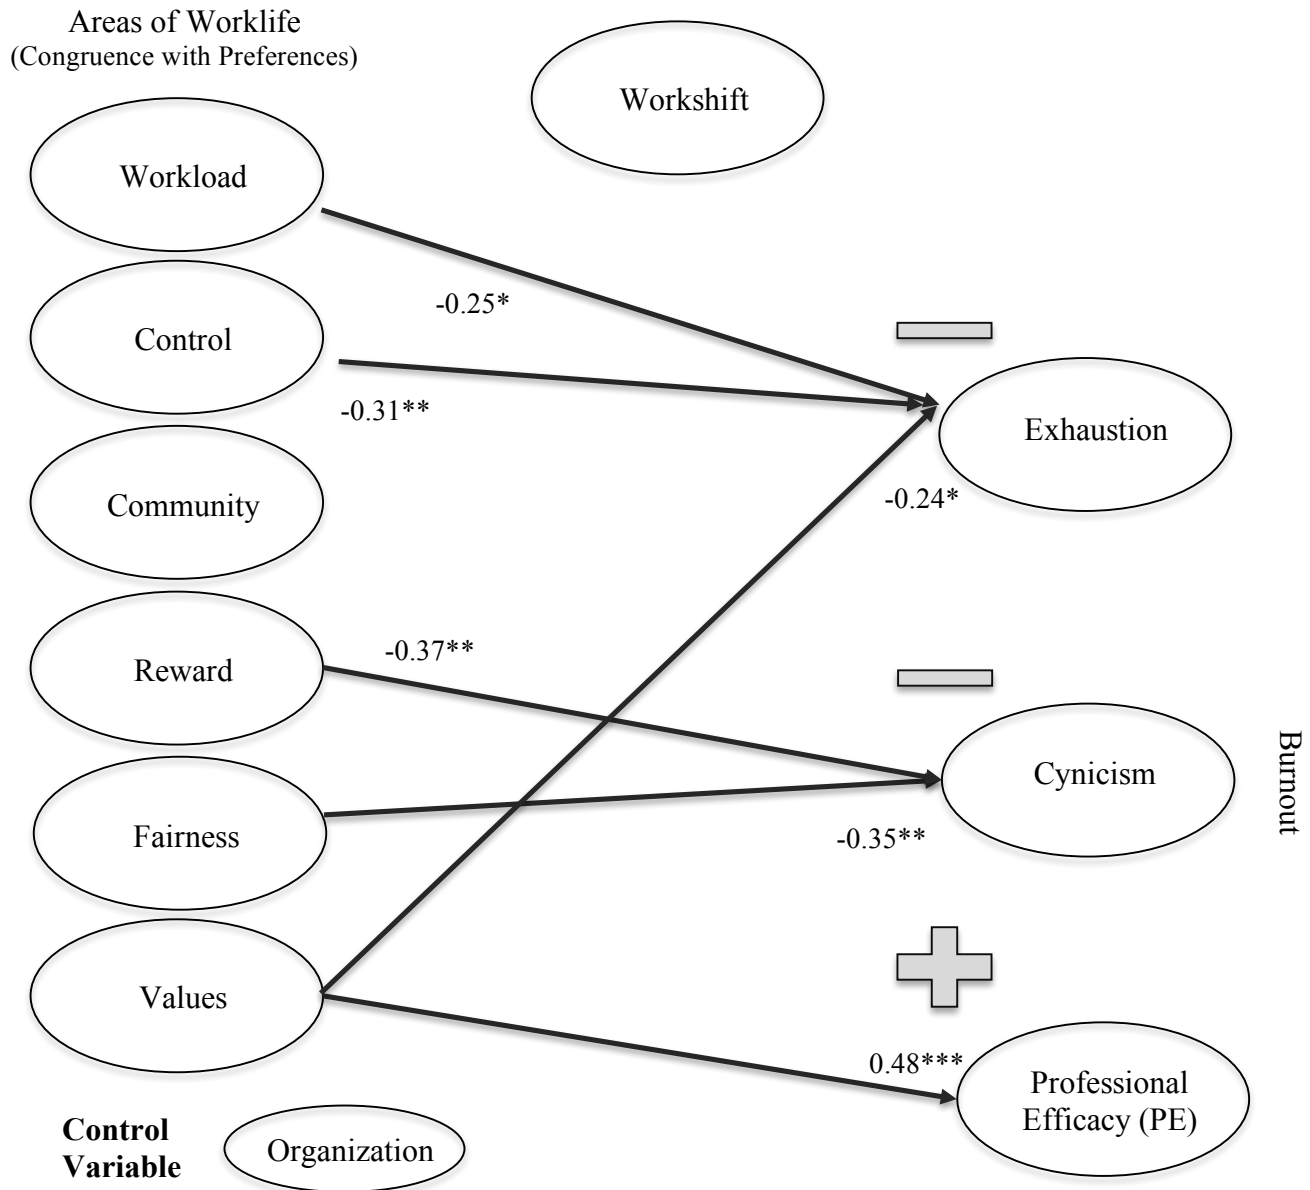 Areas of Worklife
(Congruence with Preferences)
Workshift
Workload
-0.25*
Control
-0.31**
Exhaustion
Community
-0.24*
Reward
-0.37**
Cynicism
Burnout
Fairness
-0.35**
Values
0.48***
Professional
Efficacy (PE)
Control
Variable
Organization